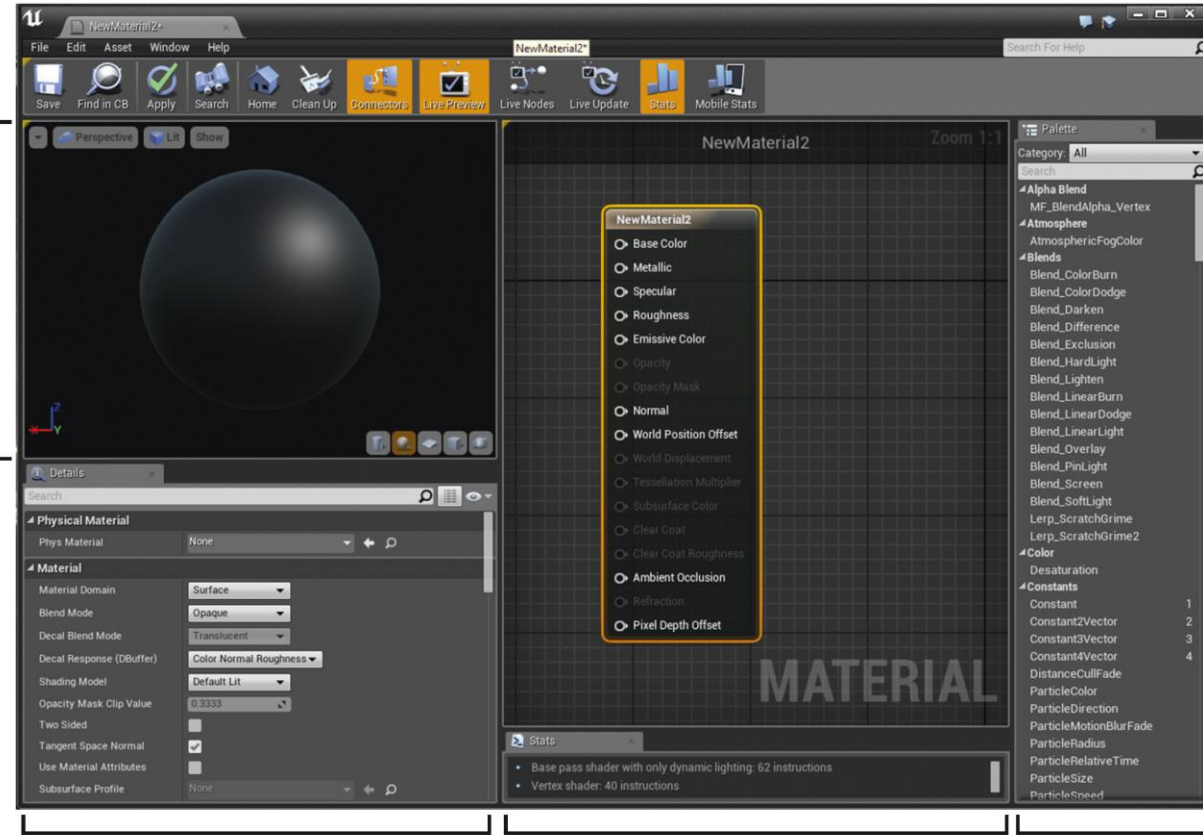 NewMaterial2*
File Edit Asset Window Help
NewMaterial2*
Search For Help
Save Find in CB Apply Search Home Clean Up Connectors Live Preview Live Nodes Live Update Stats Mobile Stats
Perspective Lit Show
Z
X Y
NewMaterial2 Zoom 1:1
NewMaterial2
Base Color
Metallic
Specular
Roughness
Emissive Color
Opacity
Opacity Mask
Normal
World Position Offset
World Displacement
Tessellation Multiplier
Subsurface Color
Clear Coat
Clear Coat Roughness
Ambient Occlusion
Refraction
Pixel Depth Offset
MATERIAL
Palette
Category: All
Search
Alpha Blend
MF_BlendAlpha_Vertex
Atmosphere
AtmosphericFogColor
Blends
Blend_ColorBurn
Blend_ColorDodge
Blend_Darken
Blend_Difference
Blend_Exclusion
Blend_HardLight
Blend_Lighten
Blend_LinearBurn
Blend_LinearDodge
Blend_LinearLight
Blend_Overlay
Blend_PinLight
Blend_Screen
Blend_SoftLight
Lerp_ScratchGrime
Lerp_ScratchGrime2
Color
Desaturation
Constants
Constant 1
Constant2Vector 2
Constant3Vector 3
Constant4Vector 4
DistanceCullFade
ParticleColor
ParticleDirection
ParticleMotionBlurFade
ParticleRadius
ParticleRelativeTime
ParticleSize
ParticleSpeed
Details
Search
Physical Material
Phys Material None
Material
Material Domain Surface
Blend Mode Opaque
Decal Blend Mode Translucent
Decal Response (DBuffer) Color Normal Roughness
Shading Model Default Lit
Opacity Mask Clip Value 0.3333
Two Sided
Tangent Space Normal
Use Material Attributes
Subsurface Profile None
Stats
Base pass shader with only dynamic lighting: 62 instructions
Vertex shader: 40 instructions